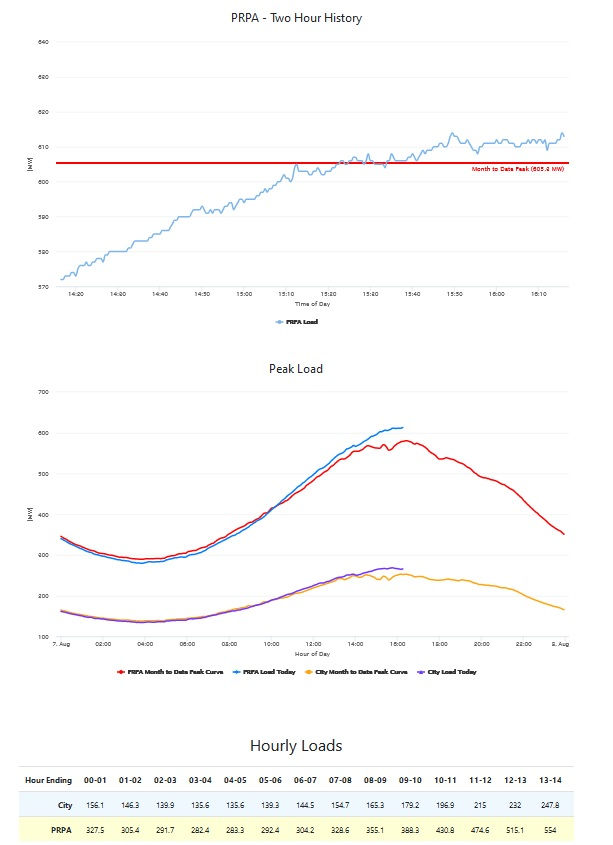 PRPA - Two Hour History
640
630
620
610
600
590
580
570
[MW]
Month to Date Peak (605.2 MW)
14:20 14:30 14:40 14:50 15:00 15:10 15:20 15:30 15:40 15:50 16:00 16:10
Time of Day
PRPA Load
Peak Load
700
600
500
400
300
200
100
[MW]
7. Aug 02:00 04:00 06:00 08:00 10:00 12:00 14:00 16:00 18:00 20:00 22:00 8. Aug
Hour of Day
PRPA Month to Date Peak Curve PRPA Load Today City Month to Date Peak Curve City Load Today
Hourly Loads
Hour Ending 00-01 01-02 02-03 03-04 04-05 05-06 06-07 07-08 08-09 09-10 10-11 11-12 12-13 13-14
City 156.1 146.3 139.9 135.6 135.6 139.3 144.5 154.7 165.3 179.2 196.9 215 232 247.8
PRPA 327.5 305.4 291.7 282.4 283.3 292.4 304.2 328.6 355.1 388.3 430.8 474.6 515.1 554